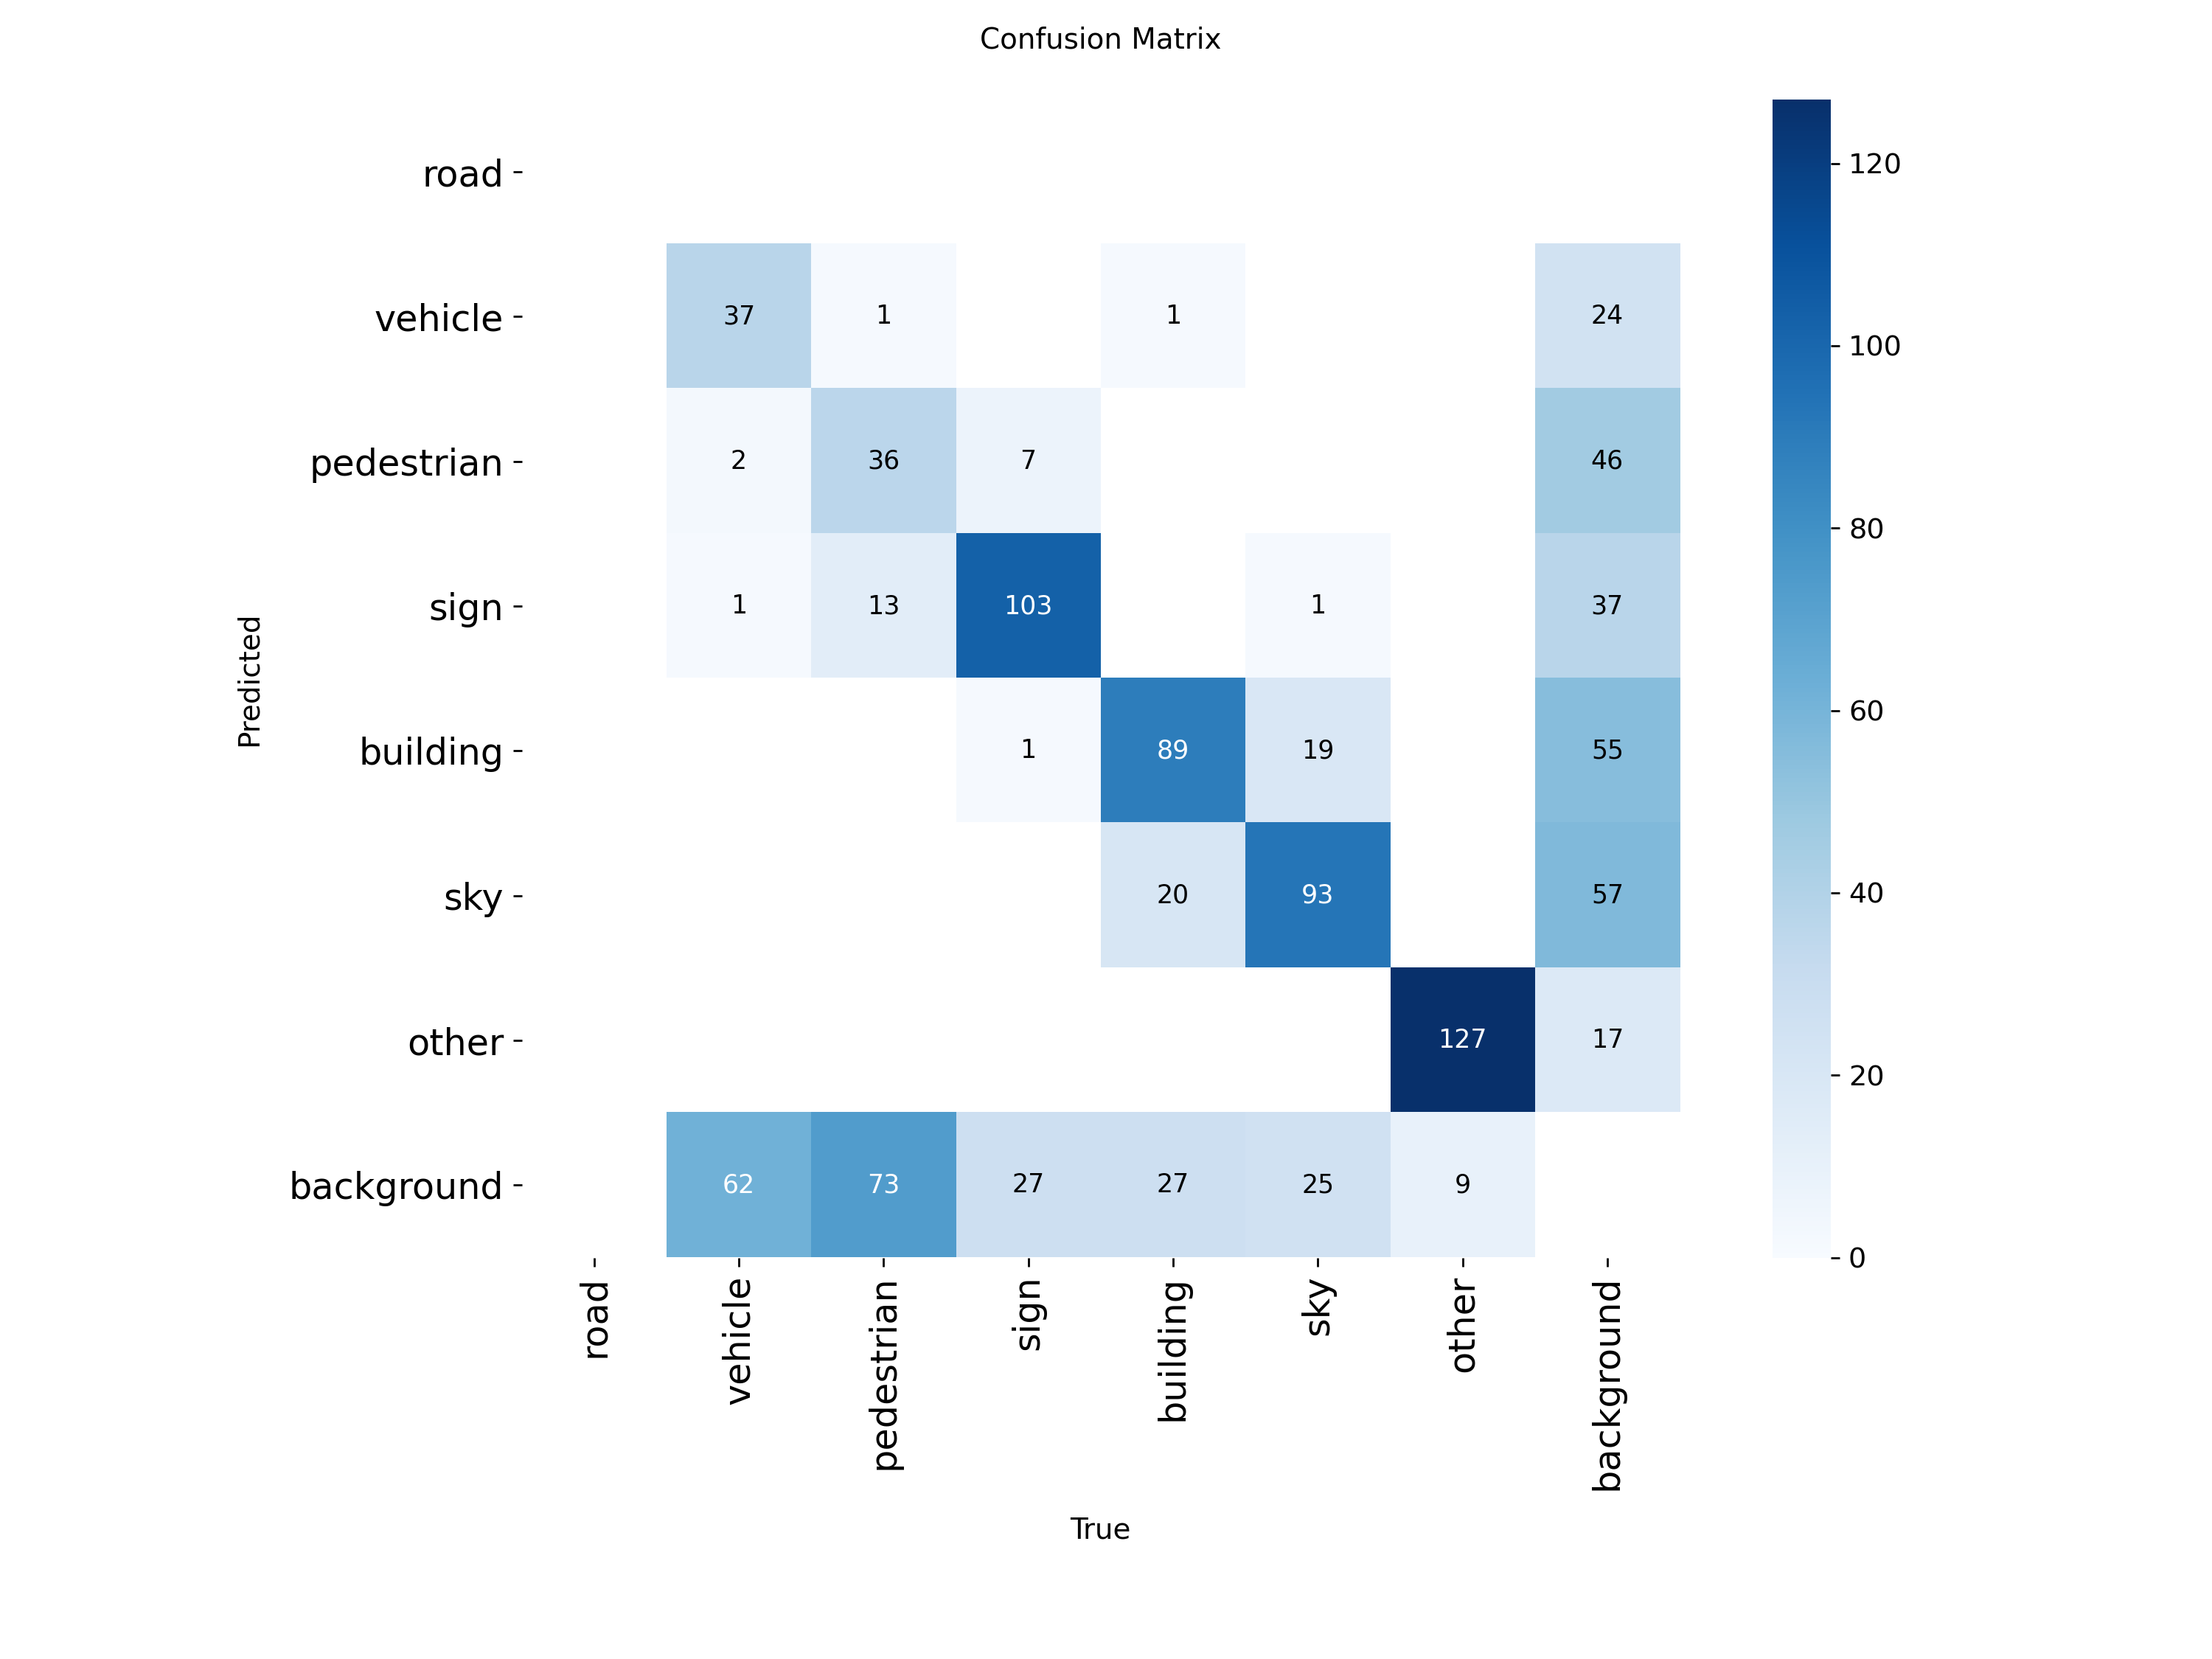 Confusion Matrix
road
vehicle
37 1 1 24
pedestrian
2 36 7 46
sign
1 13 103 1 37
building
1 89 19 55
sky
20 93 57
other
127 17
background
62 73 27 27 25 9
Predicted
road
vehicle
pedestrian
sign
building
sky
other
background
True
120
100
80
60
40
20
0